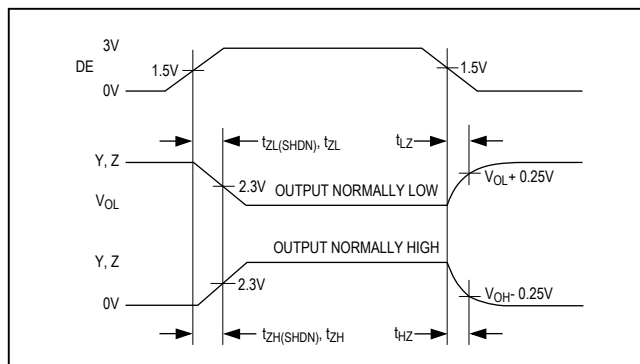 3V
DE
1.5V
1.5V
0V
tZL(SHDN), tZL
tLZ
Y, Z
2.3V
OUTPUT NORMALLY LOW
VOL + 0.25V
VOL
OUTPUT NORMALLY HIGH
Y, Z
2.3V
VOH - 0.25V
0V
tZH(SHDN), tZH
tHZ